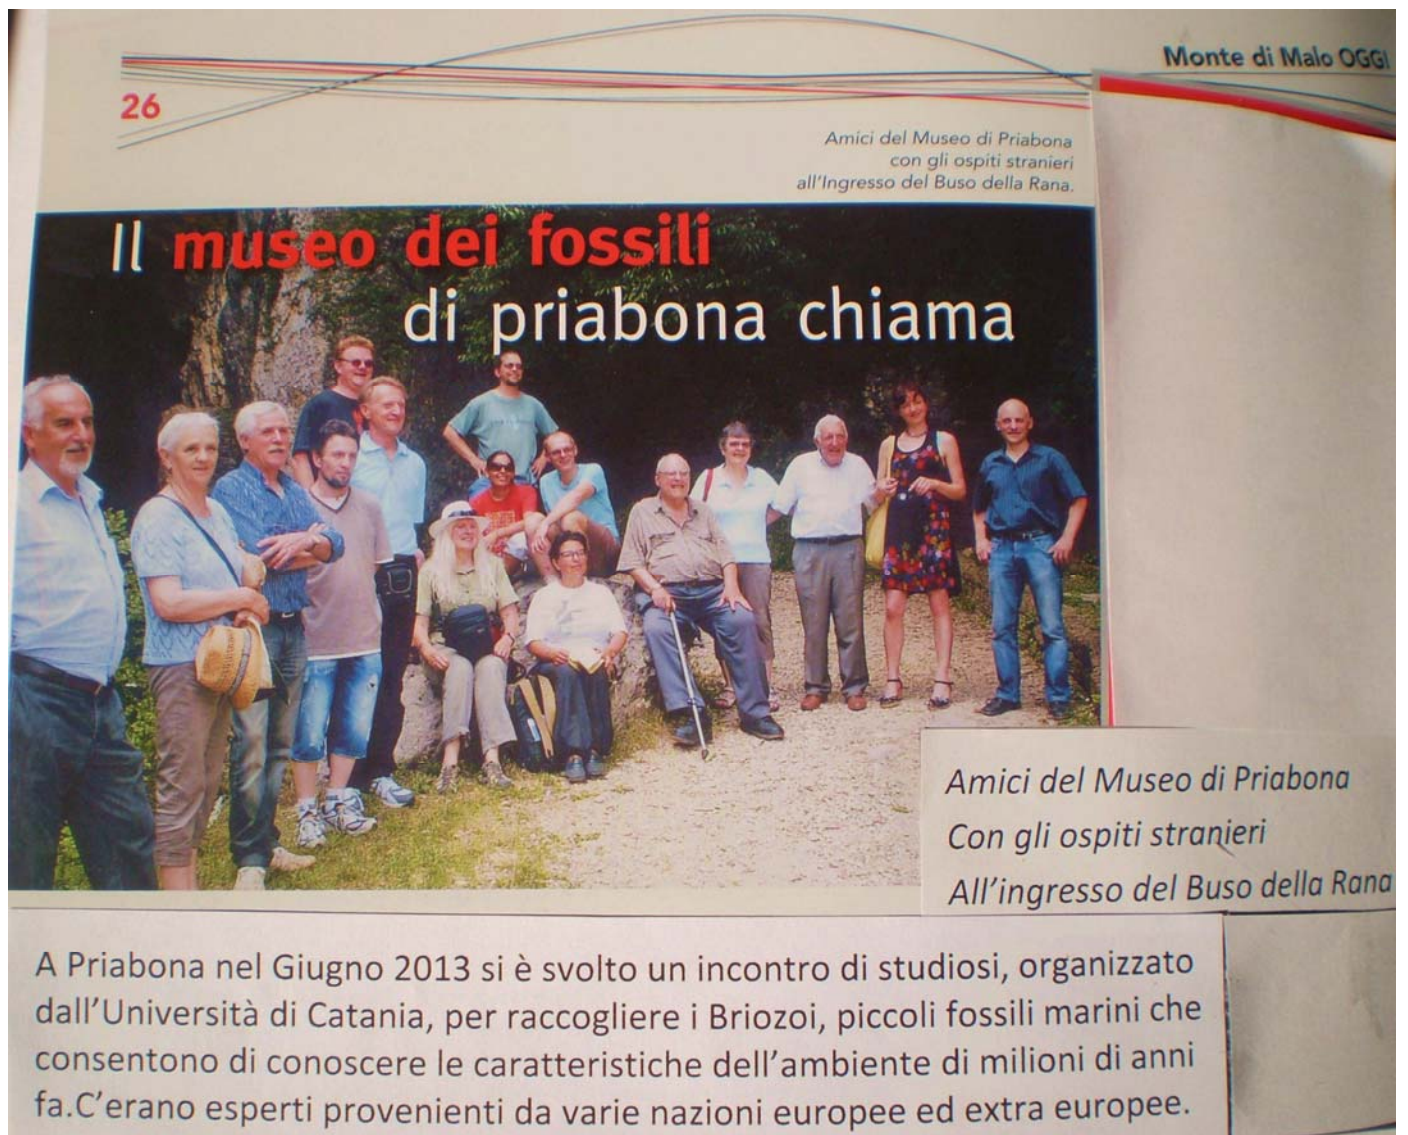 Monte di Malo OGGI
26
Amici del Museo di Priabona
con gli ospiti stranieri
all'Ingresso del Buso della Rana.
Il museo dei fossili
di priabona chiama
Amici del Museo di Priabona
Con gli ospiti stranieri
All'ingresso del Buso della Rana
A Priabona nel Giugno 2013 si è svolto un incontro di studiosi, organizzato
dall'Università di Catania, per raccogliere i Briozoi, piccoli fossili marini che
consentono di conoscere le caratteristiche dell'ambiente di milioni di anni
fa.C'erano esperti provenienti da varie nazioni europee ed extra europee.